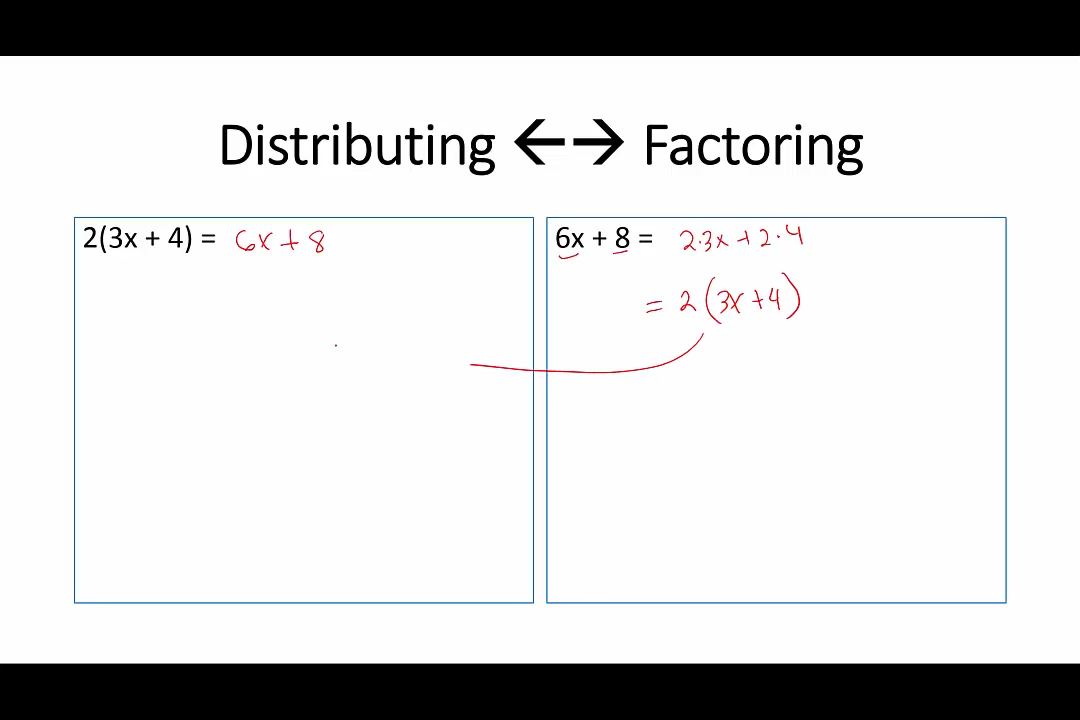 Distributing ←→ Factoring
2(3x + 4) = 6x + 8
6x + 8 = 2·3x + 2·4
= 2(3x + 4)